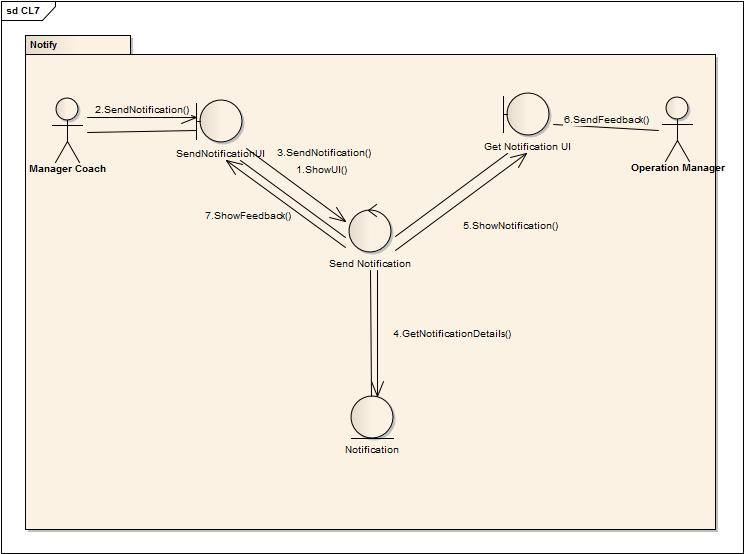 sd CL7
Notify
2.SendNotification()
6.SendFeedback()
SendNotificationUI
3.SendNotification()
Get Notification UI
Manager Coach
1.ShowUI()
Operation Manager
7.ShowFeedback()
5.ShowNotification()
Send Notification
4.GetNotificationDetails()
Notification